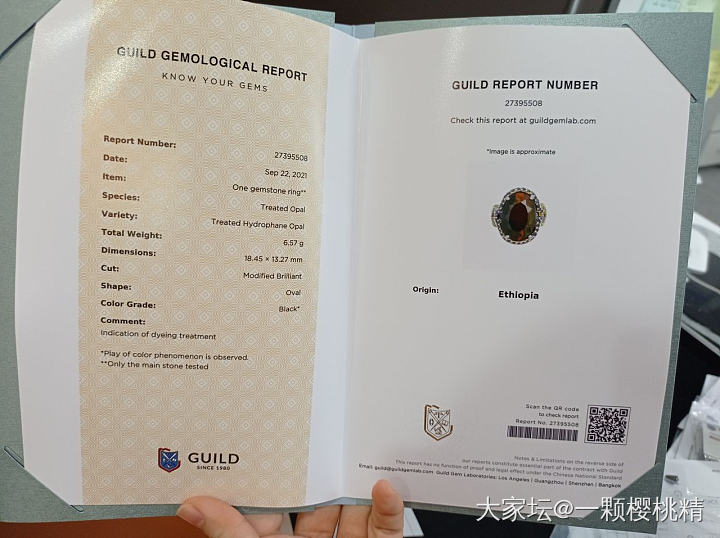 GUILD GEMOLOGICAL REPORT
KNOW YOUR GEMS
Report Number: 27395508
Date: Sep 22, 2021
Item: One gemstone ring**
Species: Treated Opal
Variety: Treated Hydrophane Opal
Total Weight: 6.57 g
Dimensions: 18.45 × 13.27 mm
Cut: Modified Brilliant
Shape: Oval
Color Grade: Black*
Comment:
Indication of dyeing treatment
*Play of color phenomenon is observed.
**Only the main stone tested
GUILD
SINCE 1980
GUILD REPORT NUMBER
27395508
Check this report at guildgemlab.com
*Image is approximate
Origin: Ethiopia
Scan the QR code
to check report
Report No. 27395508
Notes & Limitations on the reverse side of
our reports constitute essential part of the contract with Guild
This report has no function of proof and legal effect under the Chinese National Standard
Email: guild@guildgemlab.com Guild Gem Laboratories: Los Angeles | Guangzhou | Shenzhen | Bangkok
大家坛@一颗樱桃精